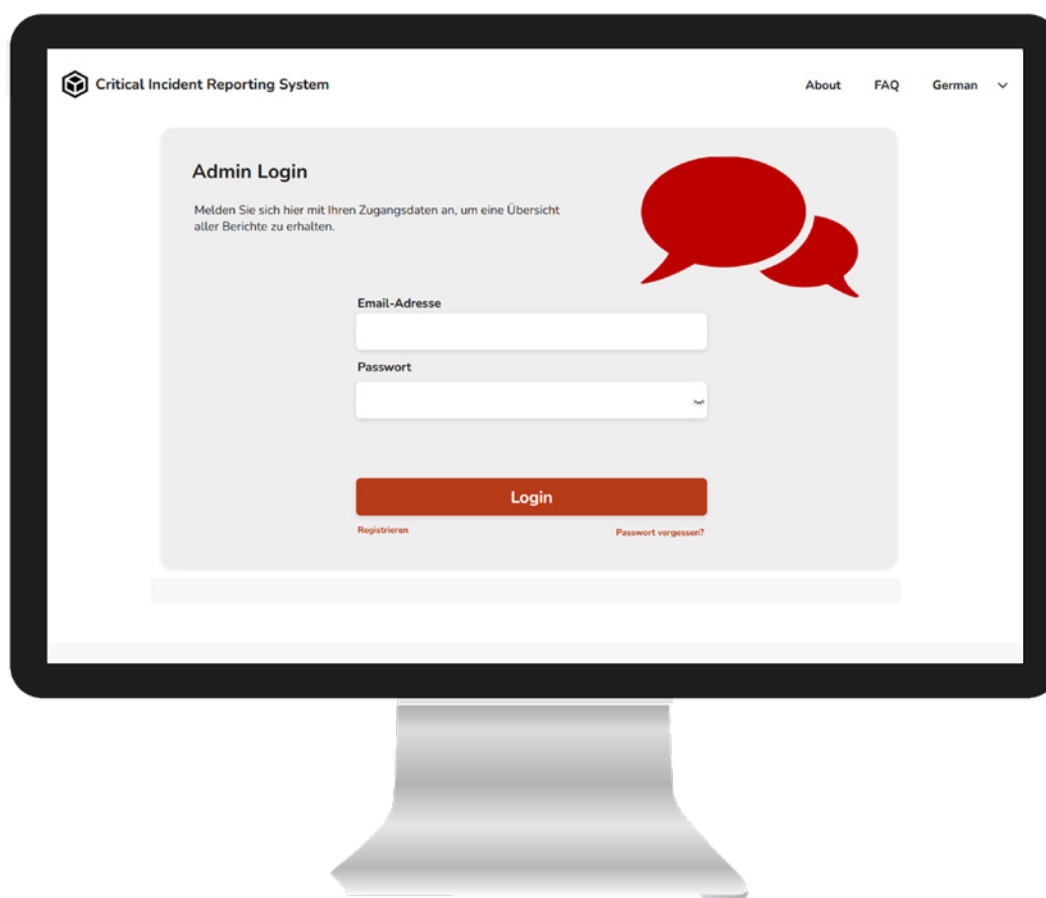 Critical Incident Reporting System
About
FAQ
German
Admin Login
Melden Sie sich hier mit Ihren Zugangsdaten an, um eine Übersicht
aller Berichte zu erhalten.
Email-Adresse
Passwort
Login
Registrieren
Passwort vergessen?